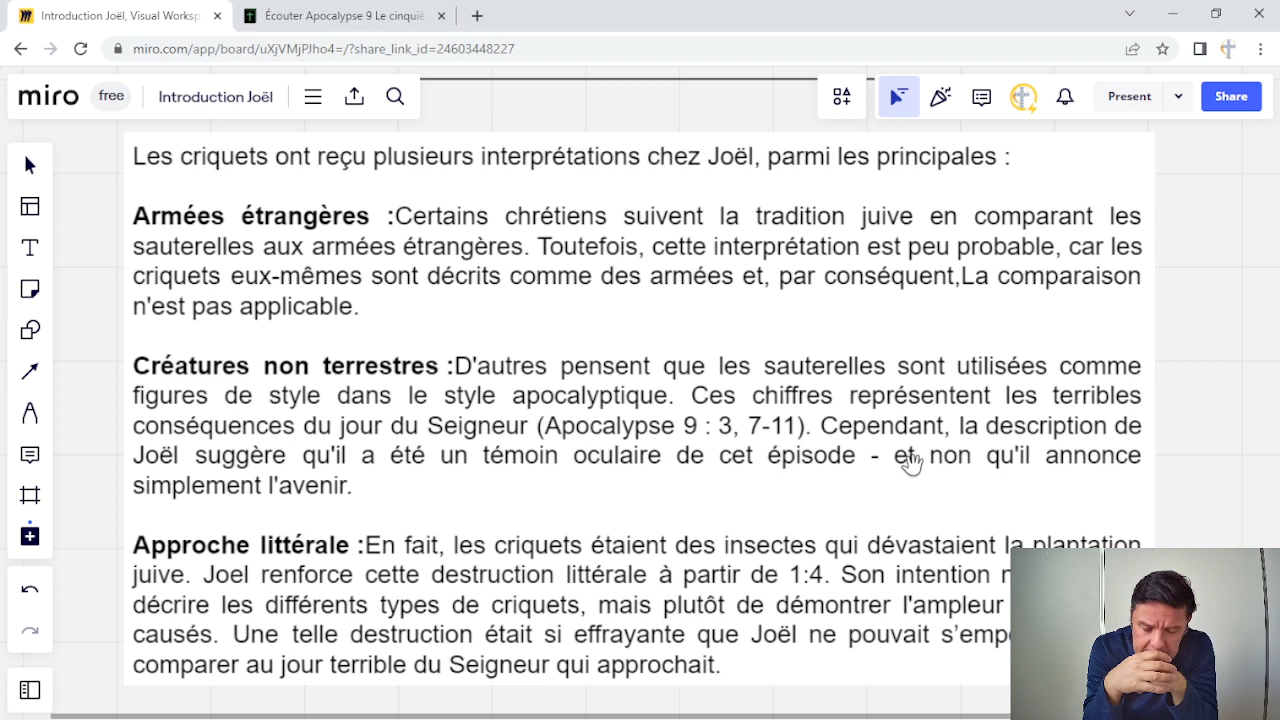 Introduction Joël, Visual Worksp
Écouter Apocalypse 9 Le cinquiè
miro.com/app/board/uXjVMjPJho4=/?share_link_id=24603448227
miro free Introduction Joël Present Share
Les criquets ont reçu plusieurs interprétations chez Joël, parmi les principales :
Armées étrangères :Certains chrétiens suivent la tradition juive en comparant les
sauterelles aux armées étrangères. Toutefois, cette interprétation est peu probable, car les
criquets eux-mêmes sont décrits comme des armées et, par conséquent,La comparaison
n'est pas applicable.
Créatures non terrestres :D'autres pensent que les sauterelles sont utilisées comme
figures de style dans le style apocalyptique. Ces chiffres représentent les terribles
conséquences du jour du Seigneur (Apocalypse 9 : 3, 7-11). Cependant, la description de
Joël suggère qu'il a été un témoin oculaire de cet épisode - et non qu'il annonce
simplement l'avenir.
Approche littérale :En fait, les criquets étaient des insectes qui dévastaient la plantation
juive. Joel renforce cette destruction littérale à partir de 1:4. Son intention
décrire les différents types de criquets, mais plutôt de démontrer l'ampleur
causés. Une telle destruction était si effrayante que Joël ne pouvait
comparer au jour terrible du Seigneur qui approchait.